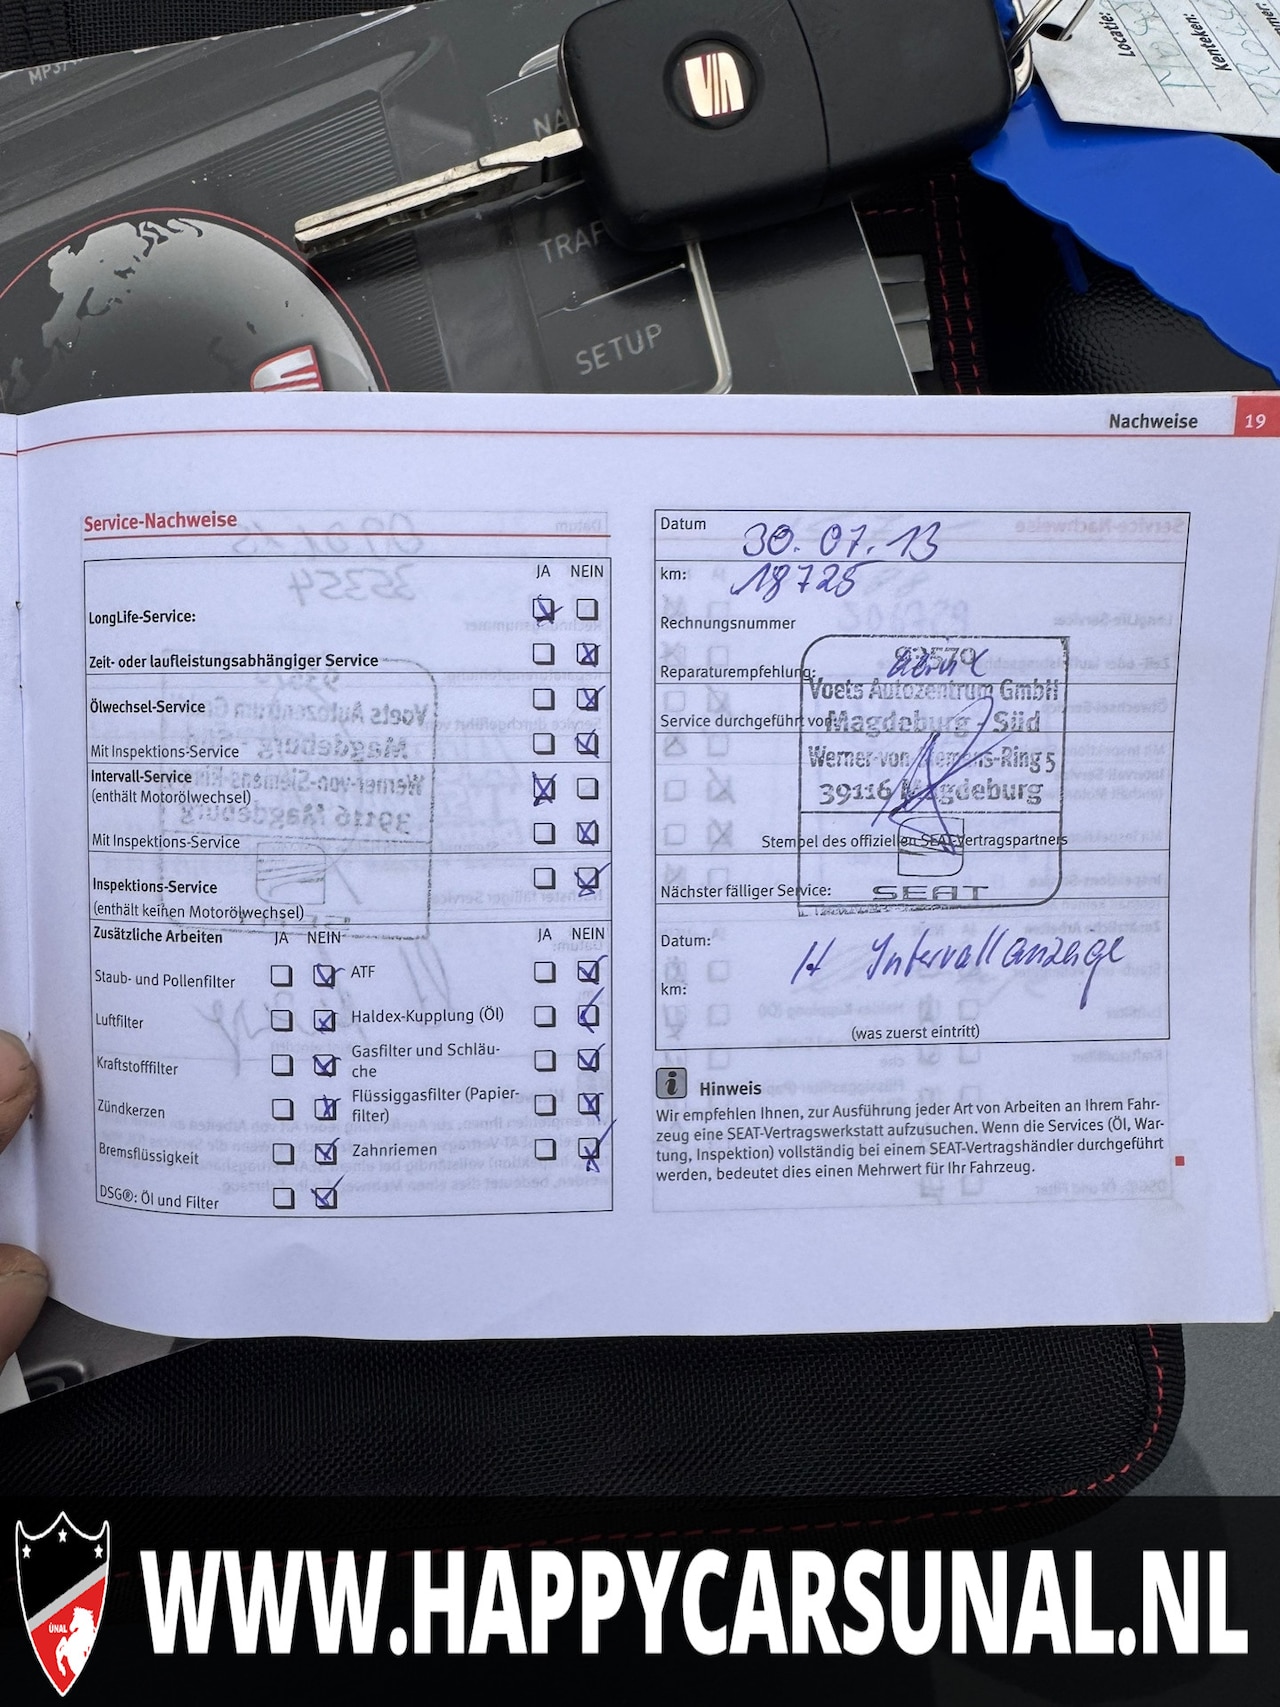 MP3/
NA
TRAF
SETUP
Locatie:
Kenteken:
Nachweise 19
Service-Nachweise
JA NEIN
LongLife-Service:
Zeit- oder laufleistungsabhängiger Service
Ölwechsel-Service
Mit Inspektions-Service
Intervall-Service
(enthält Motorölwechsel)
Mit Inspektions-Service
Inspektions-Service
(enthält keinen Motorölwechsel)
Zusätzliche Arbeiten JA NEIN JA NEIN
Staub- und Pollenfilter ATF
Luftfilter Haldex-Kupplung (Öl)
Kraftstofffilter Gasfilter und Schläu-
che
Zündkerzen Flüssiggasfilter (Papier-
filter)
Bremsflüssigkeit Zahnriemen
DSG®: Öl und Filter
Datum 30. 07. 13
km: 18725
Rechnungsnummer
Reparaturempfehlung:
93570
Voets Autozentrum GmbH
Service durchgeführt von:
Magdeburg - Süd
Werner-von-Siemens-Ring 5
39116 Magdeburg
Stempel des offiziellen SEAT-Vertragspartners
Nächster fälliger Service:
SEAT
Datum: lt Intervallanzeige
km:
(was zuerst eintritt)
i Hinweis
Wir empfehlen Ihnen, zur Ausführung jeder Art von Arbeiten an Ihrem Fahr-
zeug eine SEAT-Vertragswerkstatt aufzusuchen. Wenn die Services (Öl, War-
tung, Inspektion) vollständig bei einem SEAT-Vertragshändler durchgeführt
werden, bedeutet dies einen Mehrwert für Ihr Fahrzeug.
ÜNAL
WWW.HAPPYCARSUNAL.NL